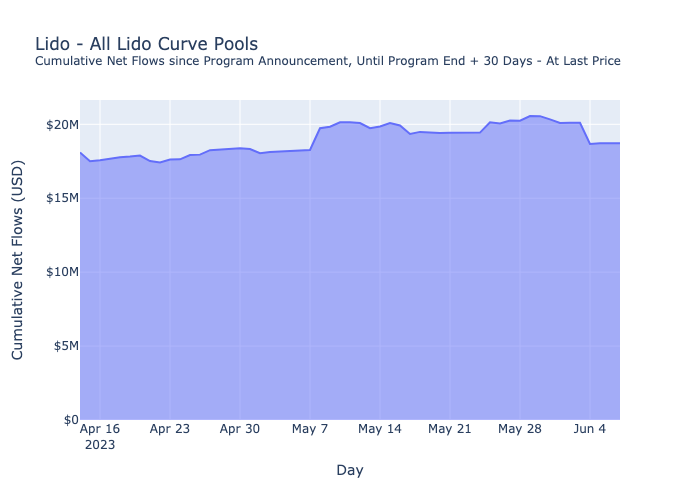 Lido - All Lido Curve Pools
Cumulative Net Flows since Program Announcement, Until Program End + 30 Days - At Last Price
Cumulative Net Flows (USD)
$20M
$15M
$10M
$5M
$0
Apr 16 Apr 23 Apr 30 May 7 May 14 May 21 May 28 Jun 4
2023
Day